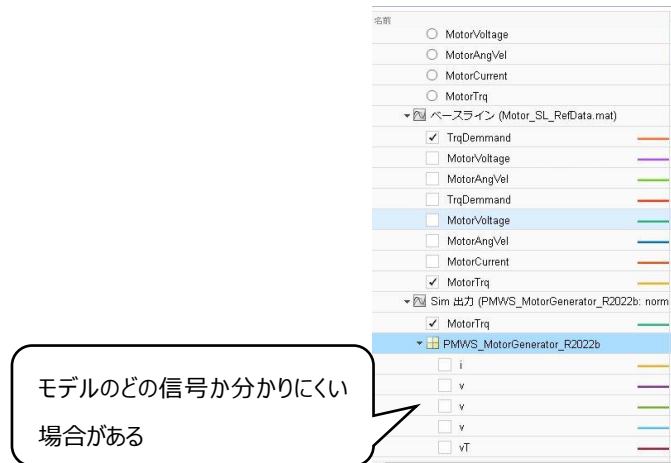 名前
MotorVoltage
MotorAngVel
MotorCurrent
MotorTrq
ベースライン (Motor_SL_RefData.mat)
TrqDemmand
MotorVoltage
MotorAngVel
TrqDemmand
MotorVoltage
MotorAngVel
MotorCurrent
MotorTrq
Sim 出力 (PMWS_MotorGenerator_R2022b: norm
MotorTrq
PMWS_MotorGenerator_R2022b
i
v
v
v
vT
モデルのどの信号か分かりにくい
場合がある